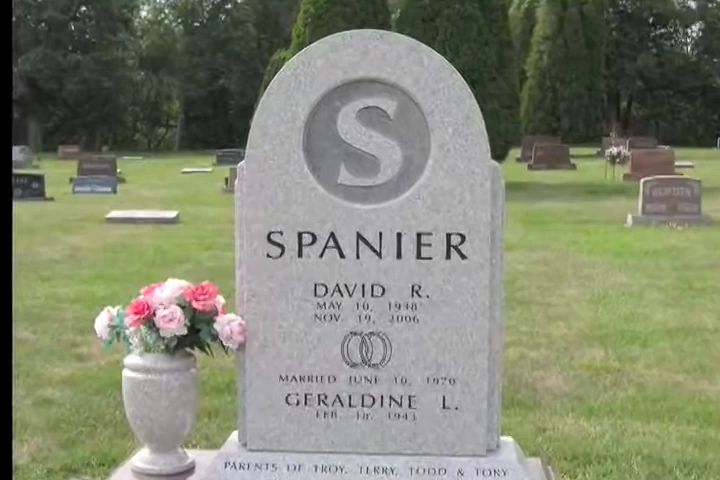 S
SPANIER
DAVID R.
MAY 10, 1938
NOV. 19, 2006
MARRIED JUNE 10, 1970
GERALDINE L.
FEB. 18, 1943
PARENTS OF TROY, TERRY, TODD & TORY